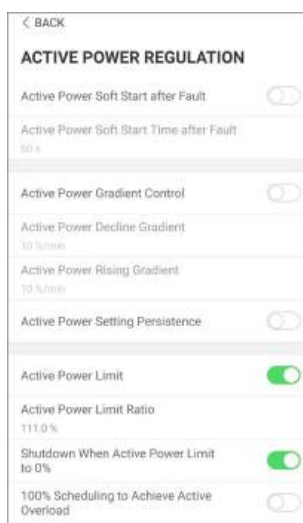 < BACK
ACTIVE POWER REGULATION
Active Power Soft Start after Fault
Active Power Soft Start Time after Fault
60 s
Active Power Gradient Control
Active Power Decline Gradient
10 %/min
Active Power Rising Gradient
10 %/min
Active Power Setting Persistence
Active Power Limit
Active Power Limit Ratio
111.0 %
Shutdown When Active Power Limit
to 0%
100% Scheduling to Achieve Active
Overload